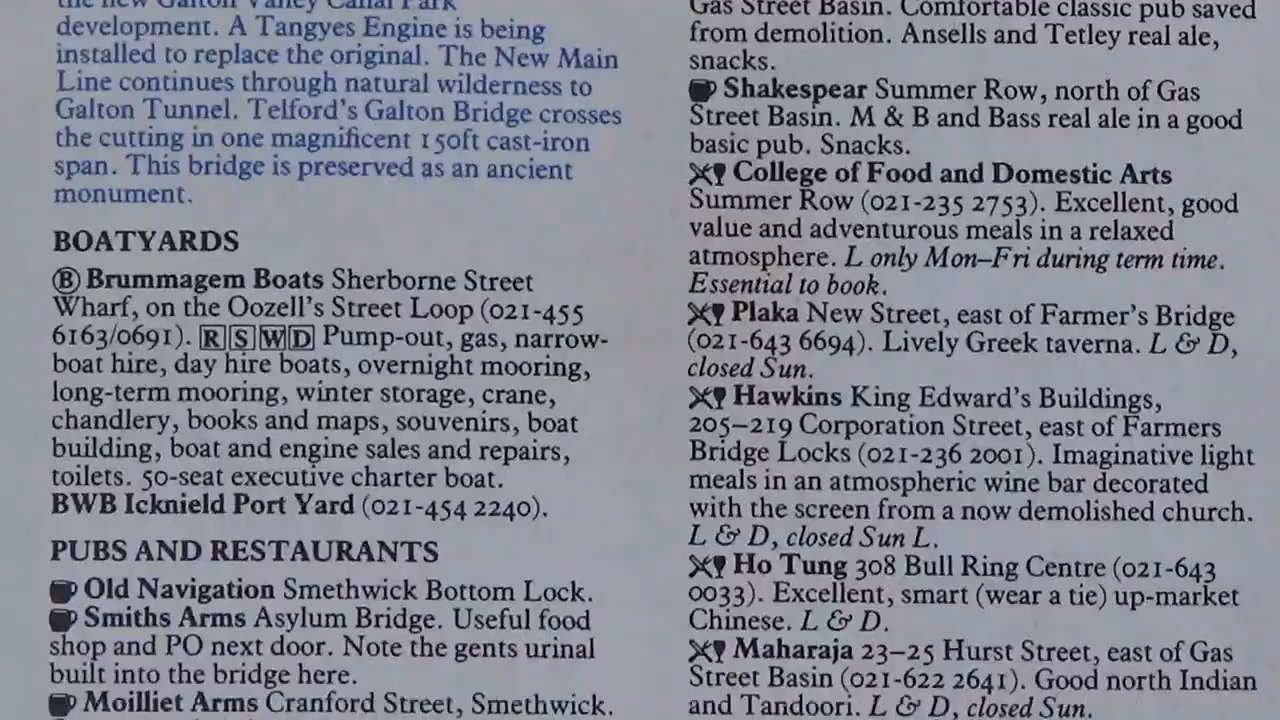 the new Galton Valley Canal Park
development. A Tangyes Engine is being
installed to replace the original. The New Main
Line continues through natural wilderness to
Galton Tunnel. Telford's Galton Bridge crosses
the cutting in one magnificent 150ft cast-iron
span. This bridge is preserved as an ancient
monument.
BOATYARDS
Ⓑ Brummagem Boats Sherborne Street
Wharf, on the Oozell's Street Loop (021-455
6163/0691). R S W D Pump-out, gas, narrow-
boat hire, day hire boats, overnight mooring,
long-term mooring, winter storage, crane,
chandlery, books and maps, souvenirs, boat
building, boat and engine sales and repairs,
toilets. 50-seat executive charter boat.
BWB Icknield Port Yard (021-454 2240).
PUBS AND RESTAURANTS
Old Navigation Smethwick Bottom Lock.
Smiths Arms Asylum Bridge. Useful food
shop and PO next door. Note the gents urinal
built into the bridge here.
Moilliet Arms Cranford Street, Smethwick.
Gas Street Basin. Comfortable classic pub saved
from demolition. Ansells and Tetley real ale,
snacks.
Shakespear Summer Row, north of Gas
Street Basin. M & B and Bass real ale in a good
basic pub. Snacks.
College of Food and Domestic Arts
Summer Row (021-235 2753). Excellent, good
value and adventurous meals in a relaxed
atmosphere. L only Mon–Fri during term time.
Essential to book.
Plaka New Street, east of Farmer's Bridge
(021-643 6694). Lively Greek taverna. L & D,
closed Sun.
Hawkins King Edward's Buildings,
205–219 Corporation Street, east of Farmers
Bridge Locks (021-236 2001). Imaginative light
meals in an atmospheric wine bar decorated
with the screen from a now demolished church.
L & D, closed Sun L.
Ho Tung 308 Bull Ring Centre (021-643
0033). Excellent, smart (wear a tie) up-market
Chinese. L & D.
Maharaja 23–25 Hurst Street, east of Gas
Street Basin (021-622 2641). Good north Indian
and Tandoori. L & D, closed Sun.